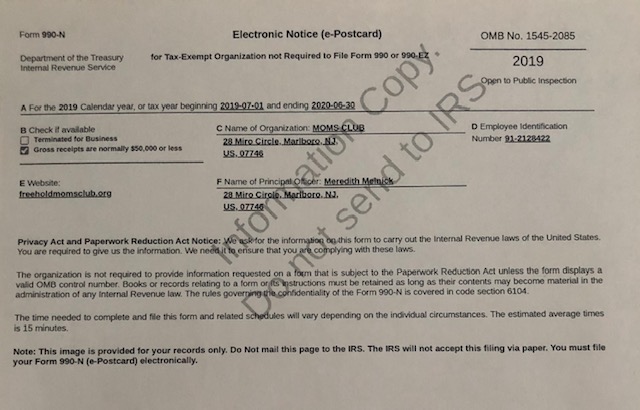 Form 990-N
Electronic Notice (e-Postcard)
OMB No. 1545-2085
Department of the Treasury
Internal Revenue Service
for Tax-Exempt Organization not Required to File Form 990 or 990-EZ
2019
Open to Public Inspection
A For the 2019 Calendar year, or tax year beginning 2019-07-01 and ending 2020-06-30
B Check if available
Terminated for Business
Gross receipts are normally $50,000 or less
C Name of Organization: MOMS CLUB
28 Miro Circle, Marlboro, NJ,
US, 07746
D Employee Identification
Number 91-2128422
E Website:
freeholdmomsclub.org
F Name of Principal Officer: Meredith Melnick
28 Miro Circle, Marlboro, NJ,
US, 07746
Privacy Act and Paperwork Reduction Act Notice: We ask for the information on this form to carry out the Internal Revenue laws of the United States.
You are required to give us the information. We need it to ensure that you are complying with these laws.
The organization is not required to provide information requested on a form that is subject to the Paperwork Reduction Act unless the form displays a
valid OMB control number. Books or records relating to a form or its instructions must be retained as long as their contents may become material in the
administration of any Internal Revenue law. The rules governing confidentiality of the Form 990-N is covered in code section 6104.
The time needed to complete and file this form and related schedules will vary depending on the individual circumstances. The estimated average times
is 15 minutes.
Note: This image is provided for your records only. Do Not mail this page to the IRS. The IRS will not accept this filing via paper. You must file
your Form 990-N (e-Postcard) electronically.
Information Copy.
Do not send to IRS.